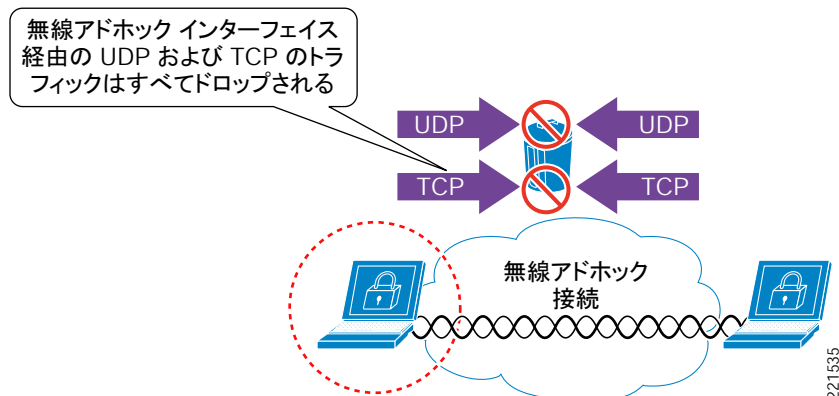 無線アドホック インターフェイス
経由の UDP および TCP のトラ
フィックはすべてドロップされる
UDP
UDP
TCP
TCP
無線アドホック
接続
221535